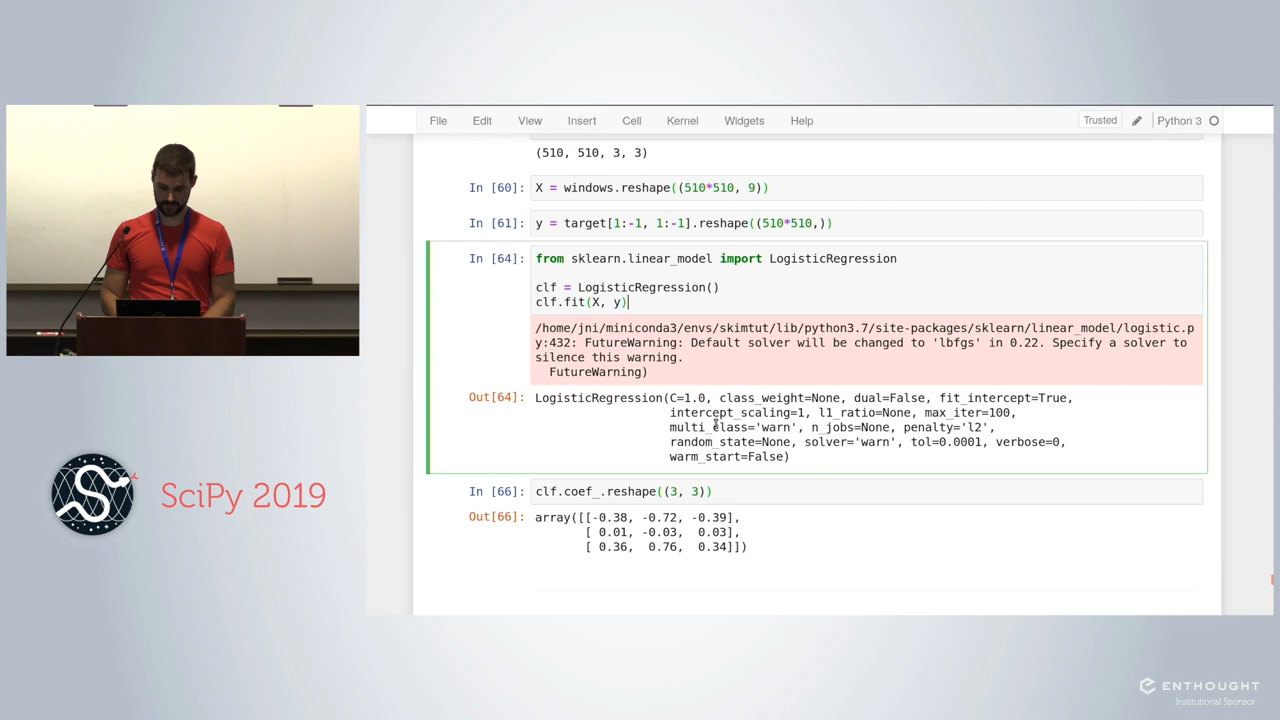 File Edit View Insert Cell Kernel Widgets Help Trusted Python 3
(510, 510, 3, 3)
In [60]: X = windows.reshape((510*510, 9))
In [61]: y = target[1:-1, 1:-1].reshape((510*510,))
In [64]: from sklearn.linear_model import LogisticRegression
clf = LogisticRegression()
clf.fit(X, y)
/home/jni/miniconda3/envs/skimtut/lib/python3.7/site-packages/sklearn/linear_model/logistic.p
y:432: FutureWarning: Default solver will be changed to 'lbfgs' in 0.22. Specify a solver to
silence this warning.
FutureWarning)
Out[64]: LogisticRegression(C=1.0, class_weight=None, dual=False, fit_intercept=True,
intercept_scaling=1, l1_ratio=None, max_iter=100,
multi_class='warn', n_jobs=None, penalty='l2',
random_state=None, solver='warn', tol=0.0001, verbose=0,
warm_start=False)
In [66]: clf.coef_.reshape((3, 3))
Out[66]: array([[-0.38, -0.72, -0.39],
[ 0.01, -0.03, 0.03],
[ 0.36, 0.76, 0.34]])
SciPy 2019
ENTHOUGHT
Institutional Sponsor